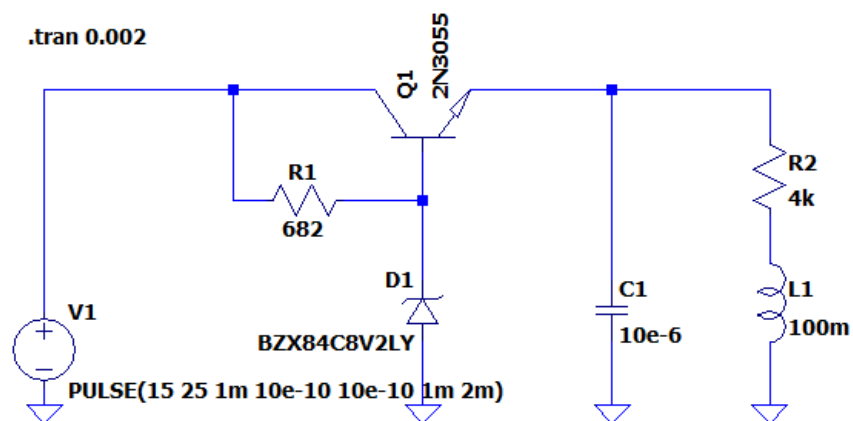 .tran 0.002
Q1
2N3055
R1
682
R2
4k
D1
BZX84C8V2LY
C1
10e-6
L1
100m
V1
PULSE(15 25 1m 10e-10 10e-10 1m 2m)